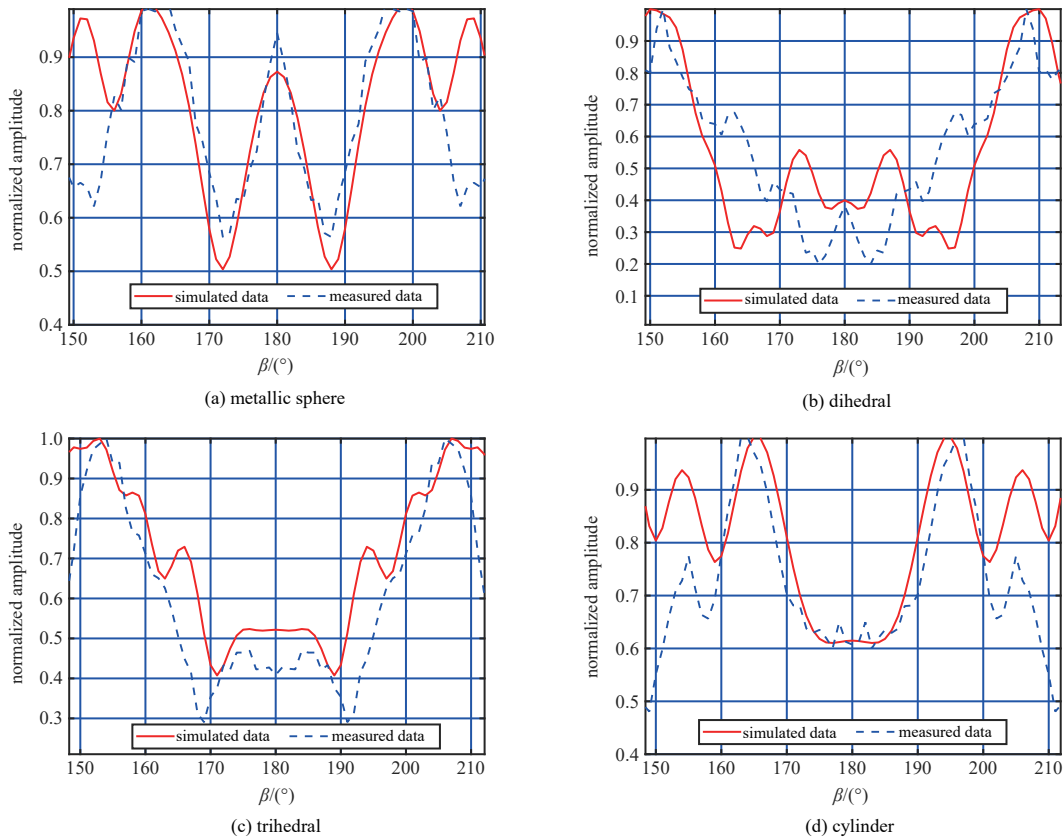 normalized amplitude
0.9
0.8
0.7
0.6
0.5
0.4
simulated data measured data
150 160 170 180 190 200 210
β/(°)
(a) metallic sphere
normalized amplitude
0.9
0.8
0.7
0.6
0.5
0.4
0.3
0.2
0.1
simulated data measured data
150 160 170 180 190 200 210
β/(°)
(b) dihedral
normalized amplitude
1.0
0.9
0.8
0.7
0.6
0.5
0.4
0.3
simulated data measured data
150 160 170 180 190 200 210
β/(°)
(c) trihedral
normalized amplitude
0.9
0.8
0.7
0.6
0.5
0.4
simulated data measured data
150 160 170 180 190 200 210
β/(°)
(d) cylinder